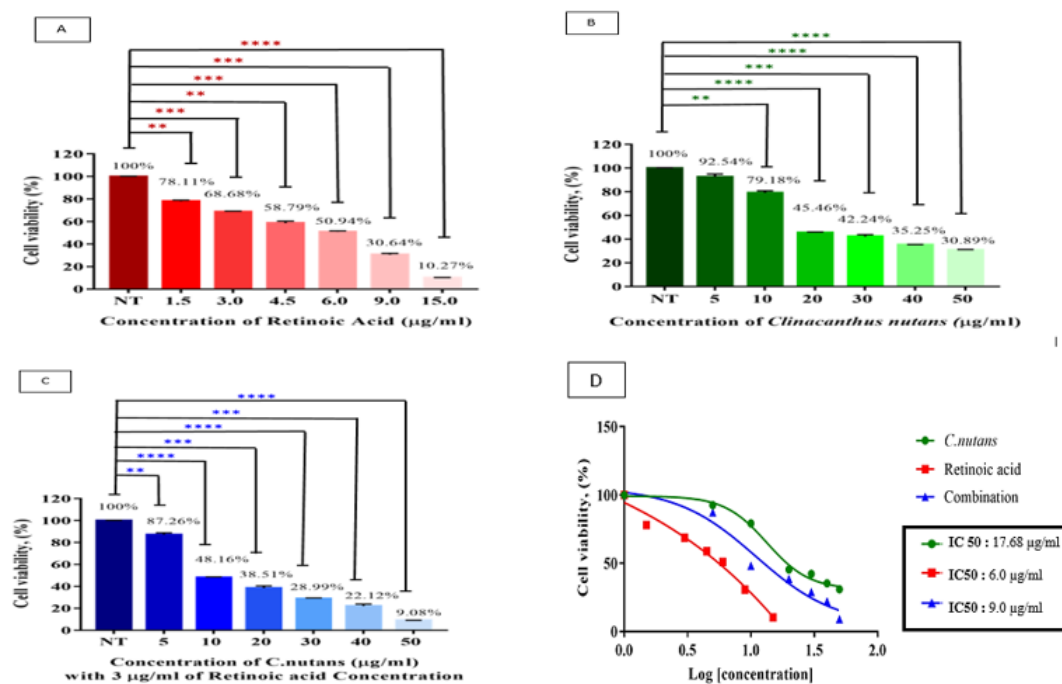 A
****
***
***
**
***
**
120
100
80
60
40
20
0
Cell viability (%)
100%
78.11%
68.68%
58.79%
50.94%
30.64%
10.27%
NT 1.5 3.0 4.5 6.0 9.0 15.0
Concentration of Retinoic Acid (µg/ml)
B
****
****
***
****
**
120
100
80
60
40
20
0
Cell viability, (%)
100%
92.54%
79.18%
45.46%
42.24%
35.25%
30.89%
NT 5 10 20 30 40 50
Concentration of Clinacanthus nutans (µg/ml)
C
****
***
****
***
****
**
120
100
80
60
40
20
0
Cell viability, (%)
100%
87.26%
48.16%
38.51%
28.99%
22.12%
9.08%
NT 5 10 20 30 40 50
Concentration of C.nutans (µg/ml)
with 3 µg/ml of Retinoic acid Concentration
D
150
100
50
0
Cell viability, (%)
0.0 0.5 1.0 1.5 2.0
Log [concentration]
C.nutans
Retinoic acid
Combination
IC 50 : 17.68 µg/ml
IC50 : 6.0 µg/ml
IC50 : 9.0 µg/ml